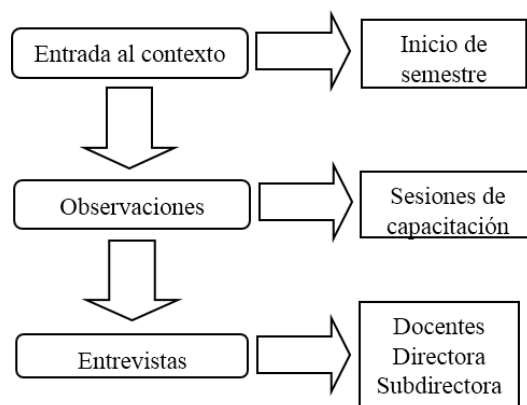 Entrada al contexto
Inicio de
semestre
Observaciones
Sesiones de
capacitación
Entrevistas
Docentes
Directora
Subdirectora